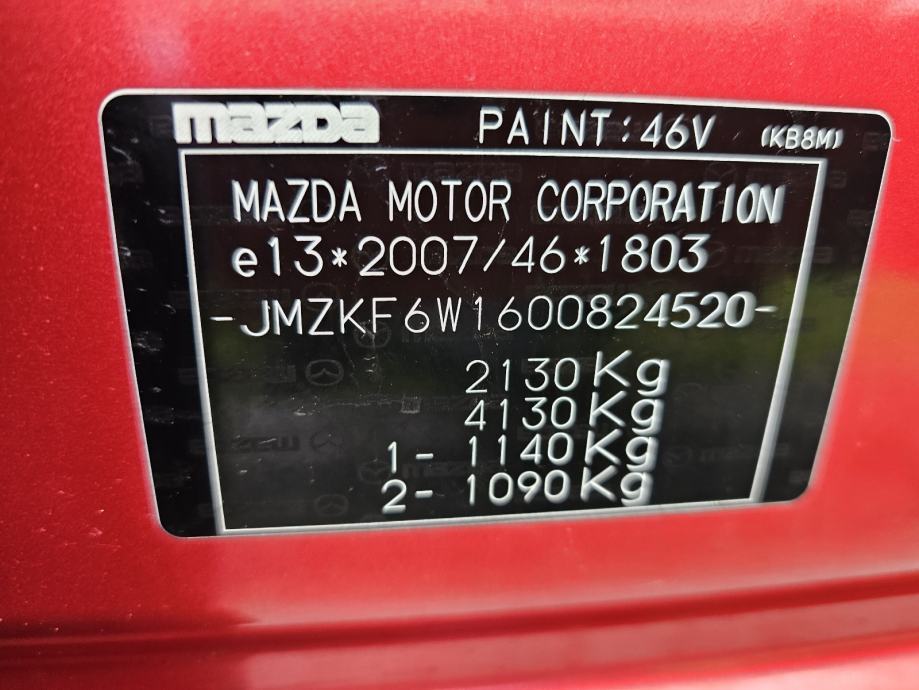 mazda PAINT:46V (KB8M)
MAZDA MOTOR CORPORATION
e13*2007/46*1803
-JMZKF6W1600824520-
2130Kg
4130Kg
1- 1140Kg
2- 1090Kg